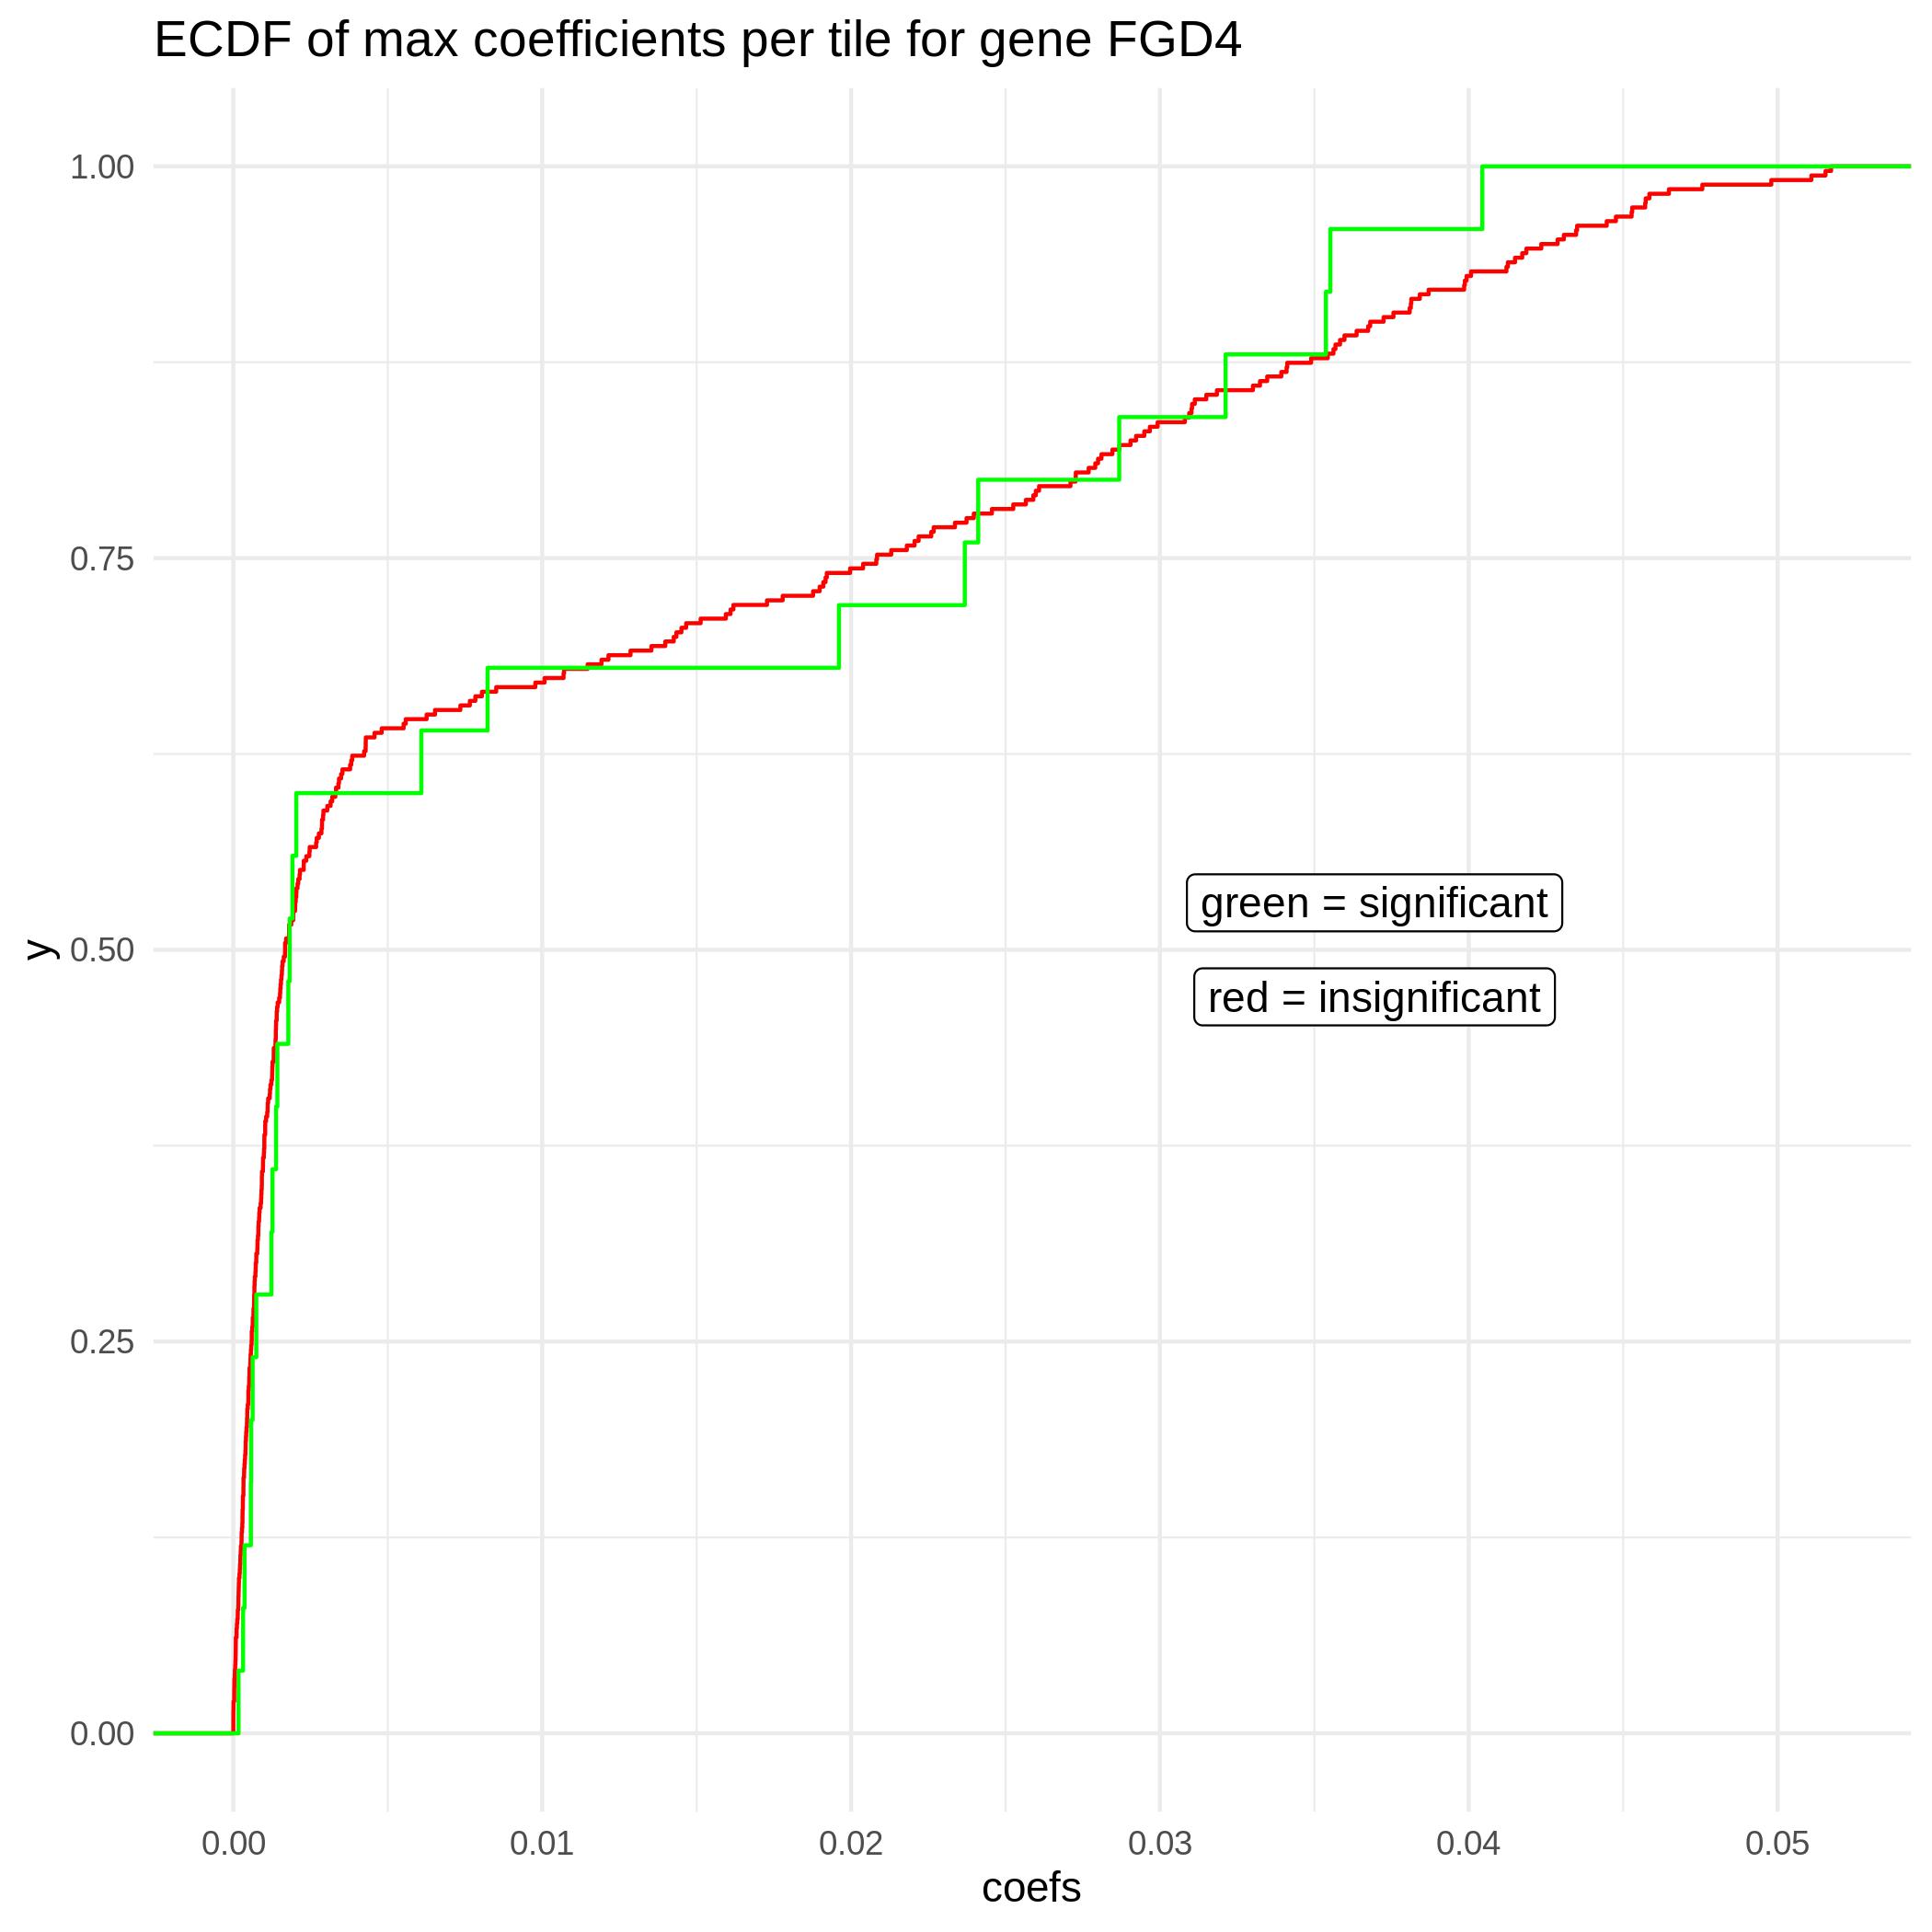 ECDF of max coefficients per tile for gene FGD4
1.00
0.75
0.50
0.25
0.00
y
green = significant
red = insignificant
0.00 0.01 0.02 0.03 0.04 0.05
coefs